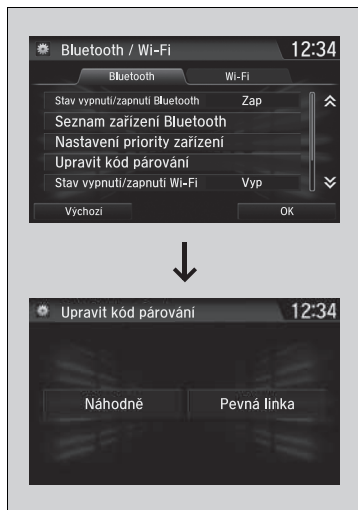 Bluetooth / Wi-Fi 12:34
Bluetooth Wi-Fi
Stav vypnutí/zapnutí Bluetooth Zap
Seznam zařízení Bluetooth
Nastavení priority zařízení
Upravit kód párování
Stav vypnutí/zapnutí Wi-Fi Vyp
Výchozí OK
Upravit kód párování 12:34
Náhodně Pevná linka